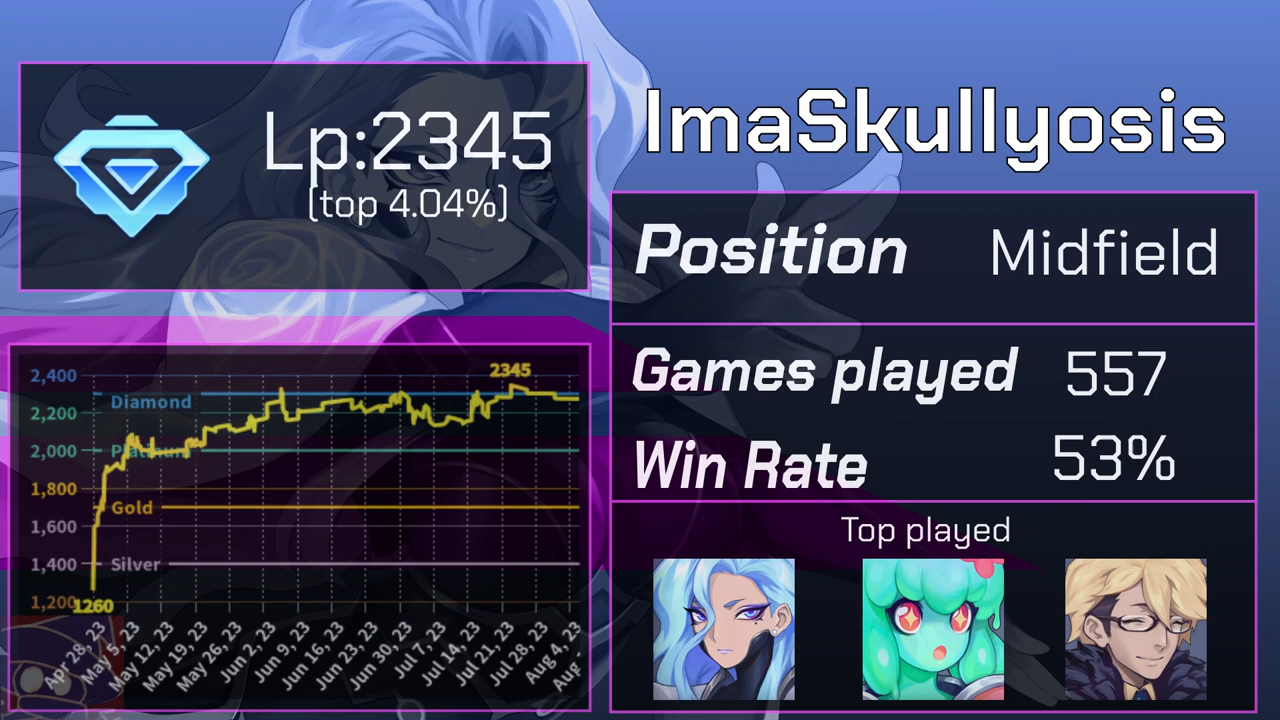 Lp:2345
(top 4.04%)
ImaSkullyosis
Position Midfield
Games played 557
Win Rate 53%
Top played
2345
2,400
Diamond
2,200
2,000
Platinum
1,800
Gold
1,600
1,400
Silver
1,200
1260
Apr 28, 23
May 5, 23
May 12, 23
May 19, 23
May 26, 23
Jun 2, 23
Jun 9, 23
Jun 16, 23
Jun 23, 23
Jun 30, 23
Jul 7, 23
Jul 14, 23
Jul 21, 23
Jul 28, 23
Aug 4, 23
Aug